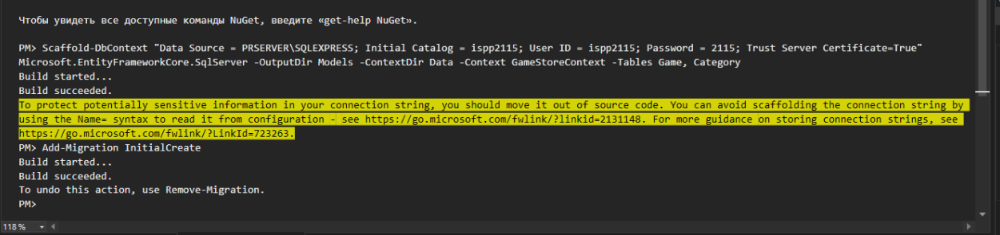 Чтобы увидеть все доступные команды NuGet, введите «get-help NuGet».
PM> Scaffold-DbContext "Data Source = PRSERVER\SQLEXPRESS; Initial Catalog = ispp2115; User ID = ispp2115; Password = 2115; Trust Server Certificate=True"
Microsoft.EntityFrameworkCore.SqlServer -OutputDir Models -ContextDir Data -Context GameStoreContext -Tables Game, Category
Build started...
Build succeeded.
To protect potentially sensitive information in your connection string, you should move it out of source code. You can avoid scaffolding the connection string by
using the Name= syntax to read it from configuration - see https://go.microsoft.com/fwlink/?linkid=2131148. For more guidance on storing connection strings, see
https://go.microsoft.com/fwlink/?LinkId=723263.
PM> Add-Migration InitialCreate
Build started...
Build succeeded.
To undo this action, use Remove-Migration.
PM>
118 %